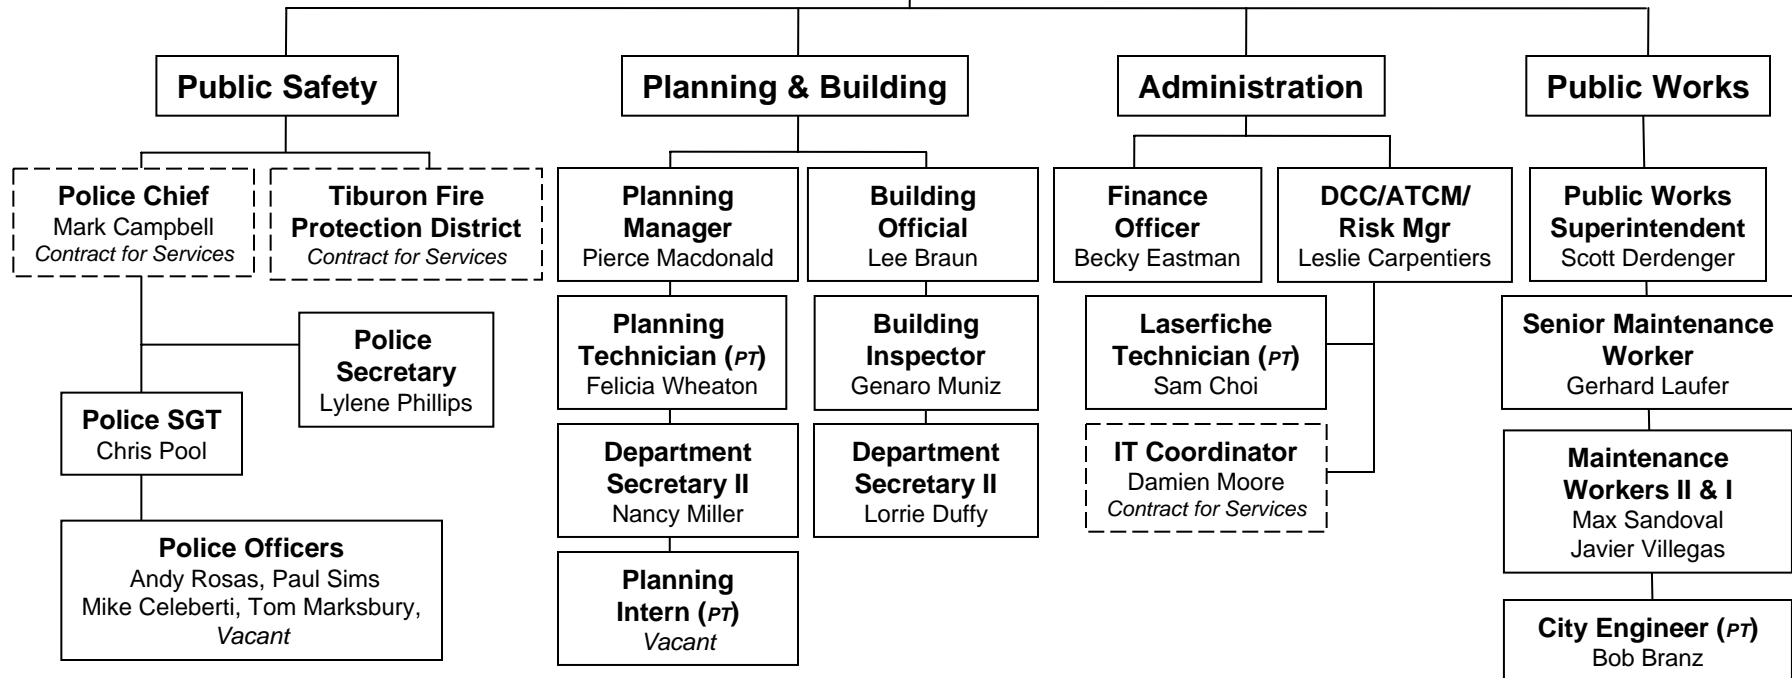 Public Safety
Planning & Building
Administration
Public Works
Police Chief
Mark Campbell
Contract for Services
Tiburon Fire
Protection District
Contract for Services
Police
Secretary
Lylene Phillips
Police SGT
Chris Pool
Police Officers
Andy Rosas, Paul Sims
Mike Celeberti, Tom Marksbury,
Vacant
Planning
Manager
Pierce Macdonald
Planning
Technician (PT)
Felicia Wheaton
Department
Secretary II
Nancy Miller
Planning
Intern (PT)
Vacant
Building
Official
Lee Braun
Building
Inspector
Genaro Muniz
Department
Secretary II
Lorrie Duffy
Finance
Officer
Becky Eastman
DCC/ATCM/
Risk Mgr
Leslie Carpentiers
Laserfiche
Technician (PT)
Sam Choi
IT Coordinator
Damien Moore
Contract for Services
Public Works
Superintendent
Scott Derdenger
Senior Maintenance
Worker
Gerhard Laufer
Maintenance
Workers II & I
Max Sandoval
Javier Villegas
City Engineer (PT)
Bob Branz